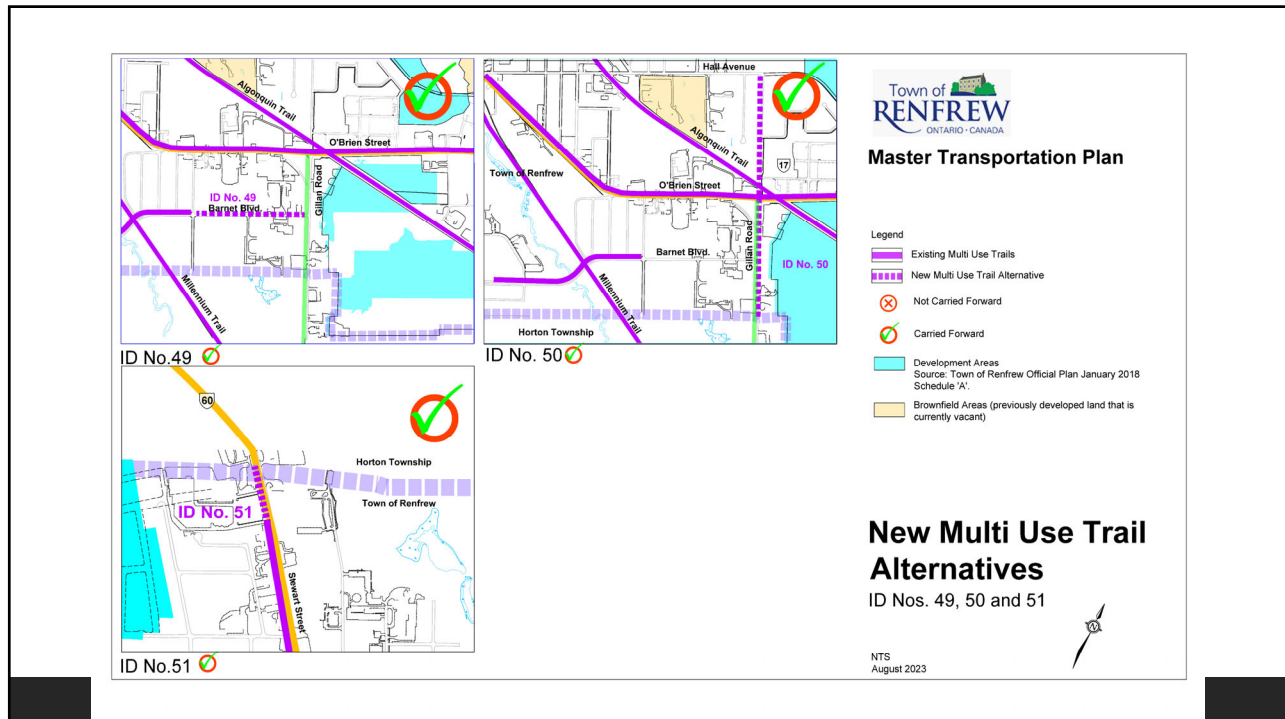 Algonquin Trail
O'Brien Street
Gillan Road
ID No. 49
Barnet Blvd.
Millennium Trail
ID No.49
Hall Avenue
Algonquin Trail
17
Town of Renfrew
O'Brien Street
Gillan Road
Barnet Blvd.
ID No. 50
Millennium Trail
Horton Township
ID No. 50
60
Horton Township
Town of Renfrew
ID No. 51
Stewart Street
ID No.51
Town of
RENFREW
ONTARIO · CANADA
Master Transportation Plan
Legend
Existing Multi Use Trails
New Multi Use Trail Alternative
Not Carried Forward
Carried Forward
Development Areas
Source: Town of Renfrew Official Plan January 2018
Schedule 'A'.
Brownfield Areas (previously developed land that is
currently vacant)
New Multi Use Trail
Alternatives
ID Nos. 49, 50 and 51
N
NTS
August 2023